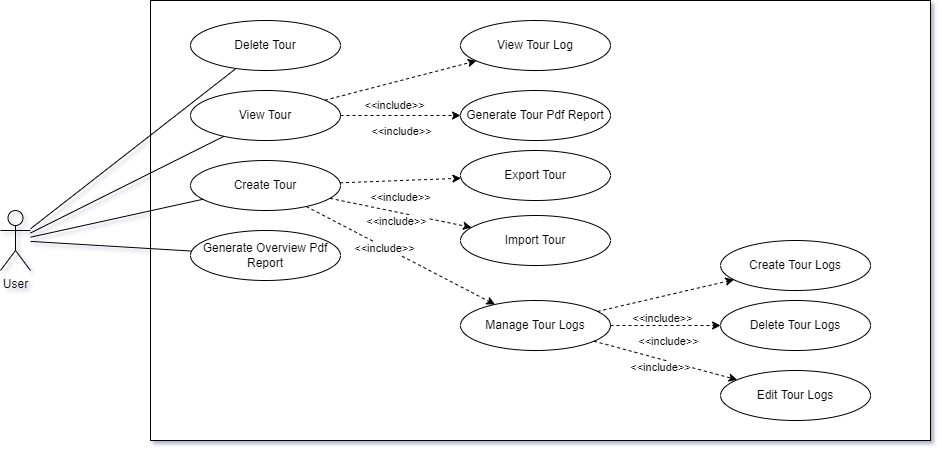 Delete Tour
View Tour Log
<<include>>
View Tour
Generate Tour Pdf Report
<<include>>
Create Tour
Export Tour
<<include>>
<<include>>
Import Tour
<<include>>
Generate Overview Pdf
Report
User
Create Tour Logs
Manage Tour Logs
<<include>>
Delete Tour Logs
<<include>>
<<include>>
Edit Tour Logs